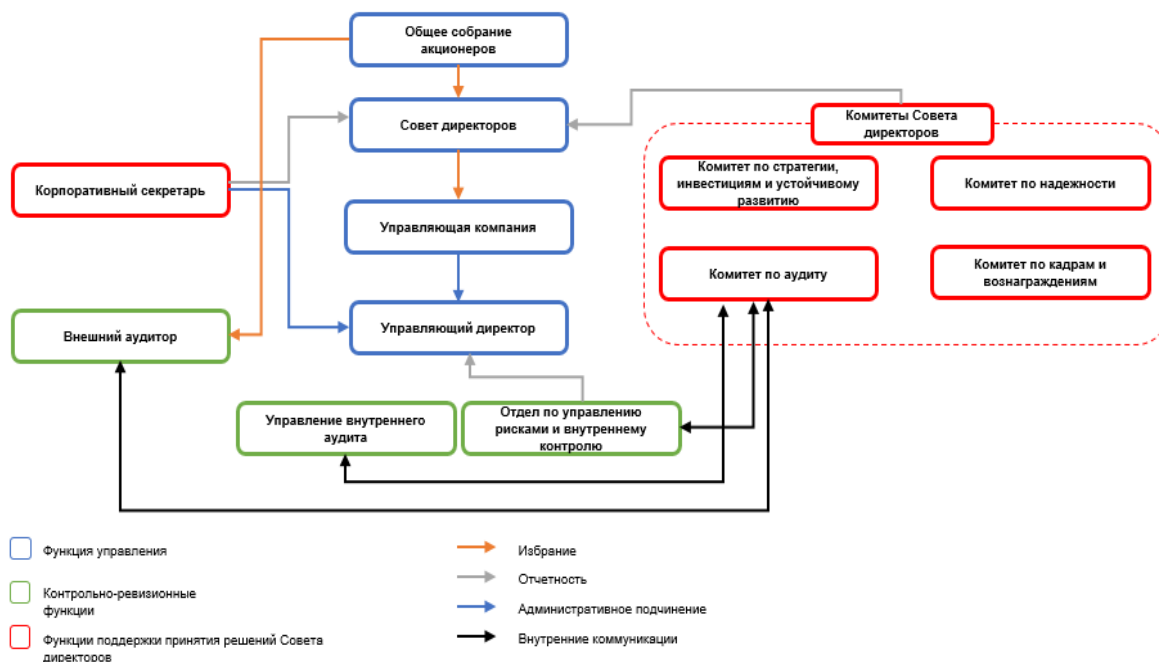 Общее собрание
акционеров
Совет директоров
Комитеты Совета
директоров
Корпоративный секретарь
Комитет по стратегии,
инвестициям и устойчивому
развитию
Комитет по надежности
Управляющая компания
Комитет по аудиту
Комитет по кадрам и
вознаграждениям
Внешний аудитор
Управляющий директор
Управление внутреннего
аудита
Отдел по управлению
рисками и внутреннему
контролю
Функция управления
Контрольно-ревизионные
функции
Функции поддержки принятия решений Совета
директоров
Избрание
Отчетность
Административное подчинение
Внутренние коммуникации